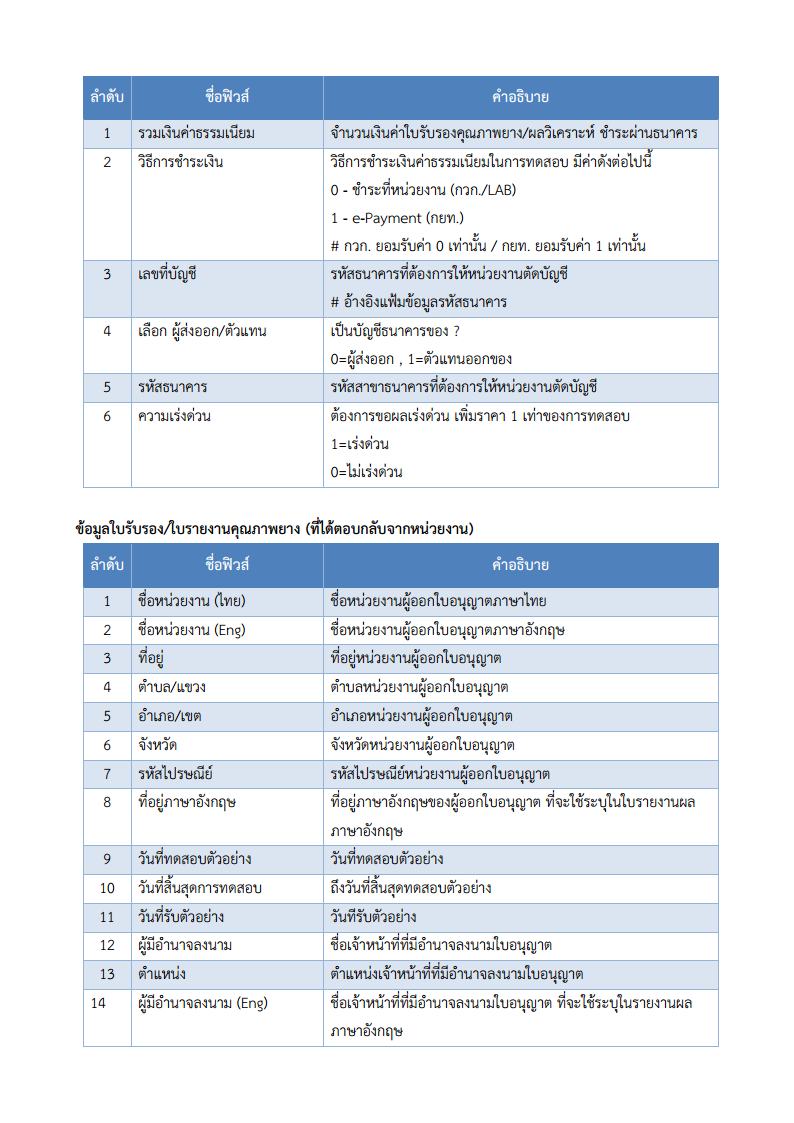 ลำดับ ชื่อฟิวส์ คำอธิบาย
1 รวมเงินค่าธรรมเนียม จำนวนเงินค่าใบรับรองคุณภาพยาง/ผลวิเคราะห์ ชำระผ่านธนาคาร
2 วิธีการชำระเงิน วิธีการชำระเงินค่าธรรมเนียมในการทดสอบ มีค่าดังต่อไปนี้
0 - ชำระที่หน่วยงาน (กวก./LAB)
1 - e-Payment (กยท.)
# กวก. ยอมรับค่า 0 เท่านั้น / กยท. ยอมรับค่า 1 เท่านั้น
3 เลขที่บัญชี รหัสธนาคารที่ต้องการให้หน่วยงานตัดบัญชี
# อ้างอิงแฟ้มข้อมูลรหัสธนาคาร
4 เลือก ผู้ส่งออก/ตัวแทน เป็นบัญชีธนาคารของ ?
0=ผู้ส่งออก , 1=ตัวแทนออกของ
5 รหัสธนาคาร รหัสสาขาธนาคารที่ต้องการให้หน่วยงานตัดบัญชี
6 ความเร่งด่วน ต้องการขอผลเร่งด่วน เพิ่มราคา 1 เท่าของการทดสอบ
1=เร่งด่วน
0=ไม่เร่งด่วน
ข้อมูลใบรับรอง/ใบรายงานคุณภาพยาง (ที่ได้ตอบกลับจากหน่วยงาน)
ลำดับ ชื่อฟิวส์ คำอธิบาย
1 ชื่อหน่วยงาน (ไทย) ชื่อหน่วยงานผู้ออกใบอนุญาตภาษาไทย
2 ชื่อหน่วยงาน (Eng) ชื่อหน่วยงานผู้ออกใบอนุญาตภาษาอังกฤษ
3 ที่อยู่ ที่อยู่หน่วยงานผู้ออกใบอนุญาต
4 ตำบล/แขวง ตำบลหน่วยงานผู้ออกใบอนุญาต
5 อำเภอ/เขต อำเภอหน่วยงานผู้ออกใบอนุญาต
6 จังหวัด จังหวัดหน่วยงานผู้ออกใบอนุญาต
7 รหัสไปรษณีย์ รหัสไปรษณีย์หน่วยงานผู้ออกใบอนุญาต
8 ที่อยู่ภาษาอังกฤษ ที่อยู่ภาษาอังกฤษของผู้ออกใบอนุญาต ที่จะใช้ระบุในใบรายงานผล
ภาษาอังกฤษ
9 วันที่ทดสอบตัวอย่าง วันที่ทดสอบตัวอย่าง
10 วันที่สิ้นสุดการทดสอบ ถึงวันที่สิ้นสุดทดสอบตัวอย่าง
11 วันที่รับตัวอย่าง วันทีรับตัวอย่าง
12 ผู้มีอำนาจลงนาม ชื่อเจ้าหน้าที่ที่มีอำนาจลงนามใบอนุญาต
13 ตำแหน่ง ตำแหน่งเจ้าหน้าที่ที่มีอำนาจลงนามใบอนุญาต
14 ผู้มีอำนาจลงนาม (Eng) ชื่อเจ้าหน้าที่ที่มีอำนาจลงนามใบอนุญาต ที่จะใช้ระบุในรายงานผล
ภาษาอังกฤษ